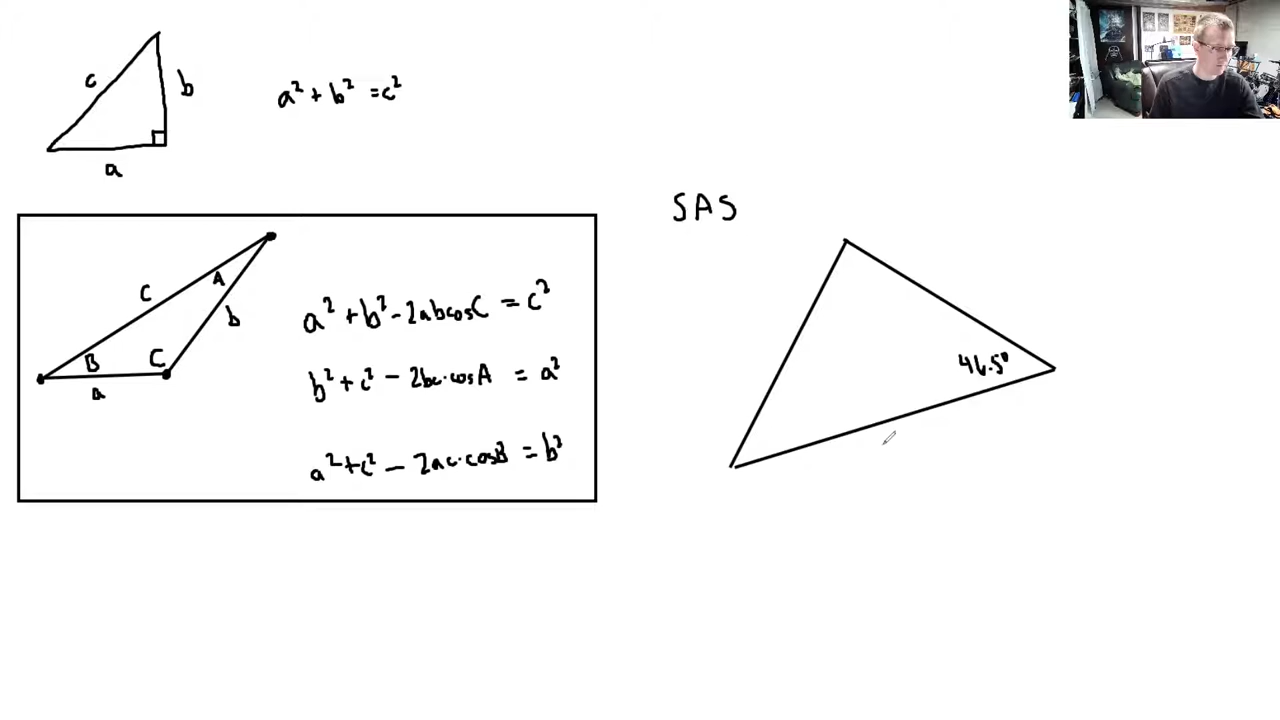 c
b
a
a² + b² = c²
c
A
b
B
C
a
a² + b² - 2abcosC = c²
b² + c² - 2bc·cosA = a²
a² + c² - 2ac·cosB = b²
SAS
46.5°